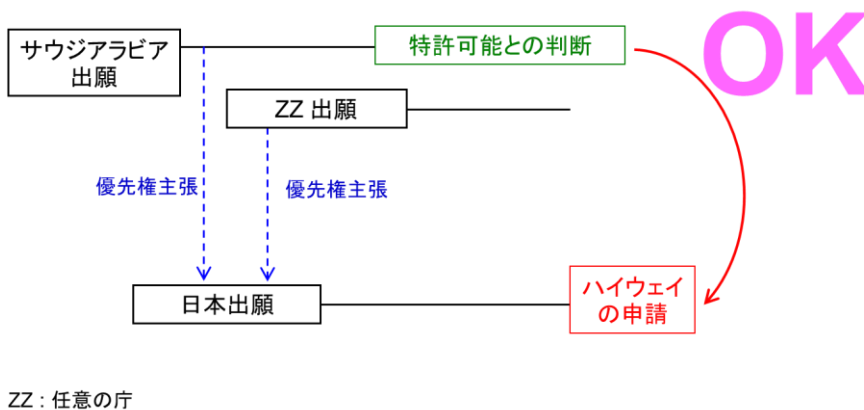 サウジアラビア
出願
特許可能との判断
OK
ZZ 出願
優先権主張
優先権主張
日本出願
ハイウェイ
の申請
ZZ : 任意の庁